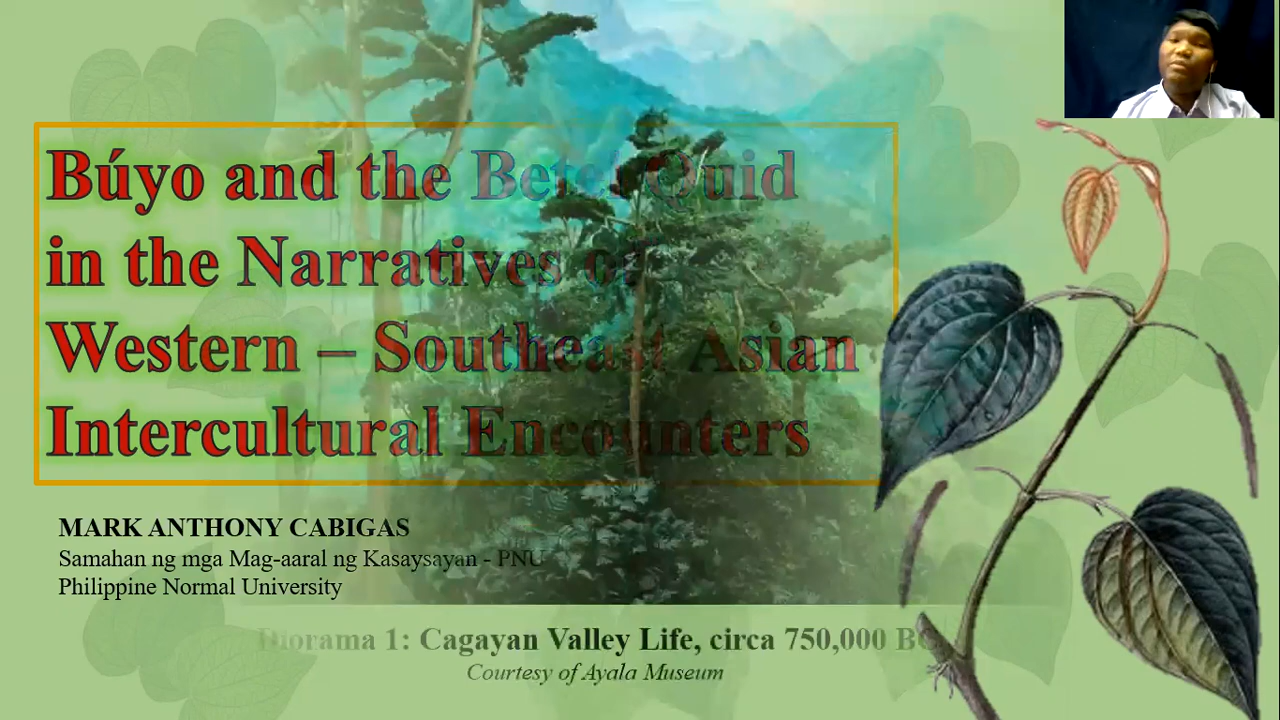 Búyo and the Betel Quid
in the Narratives of
Western – Southeast Asian
Intercultural Encounters
MARK ANTHONY CABIGAS
Samahan ng mga Mag-aaral ng Kasaysayan - PNU
Philippine Normal University
Diorama 1: Cagayan Valley Life, circa 750,000 BC
Courtesy of Ayala Museum